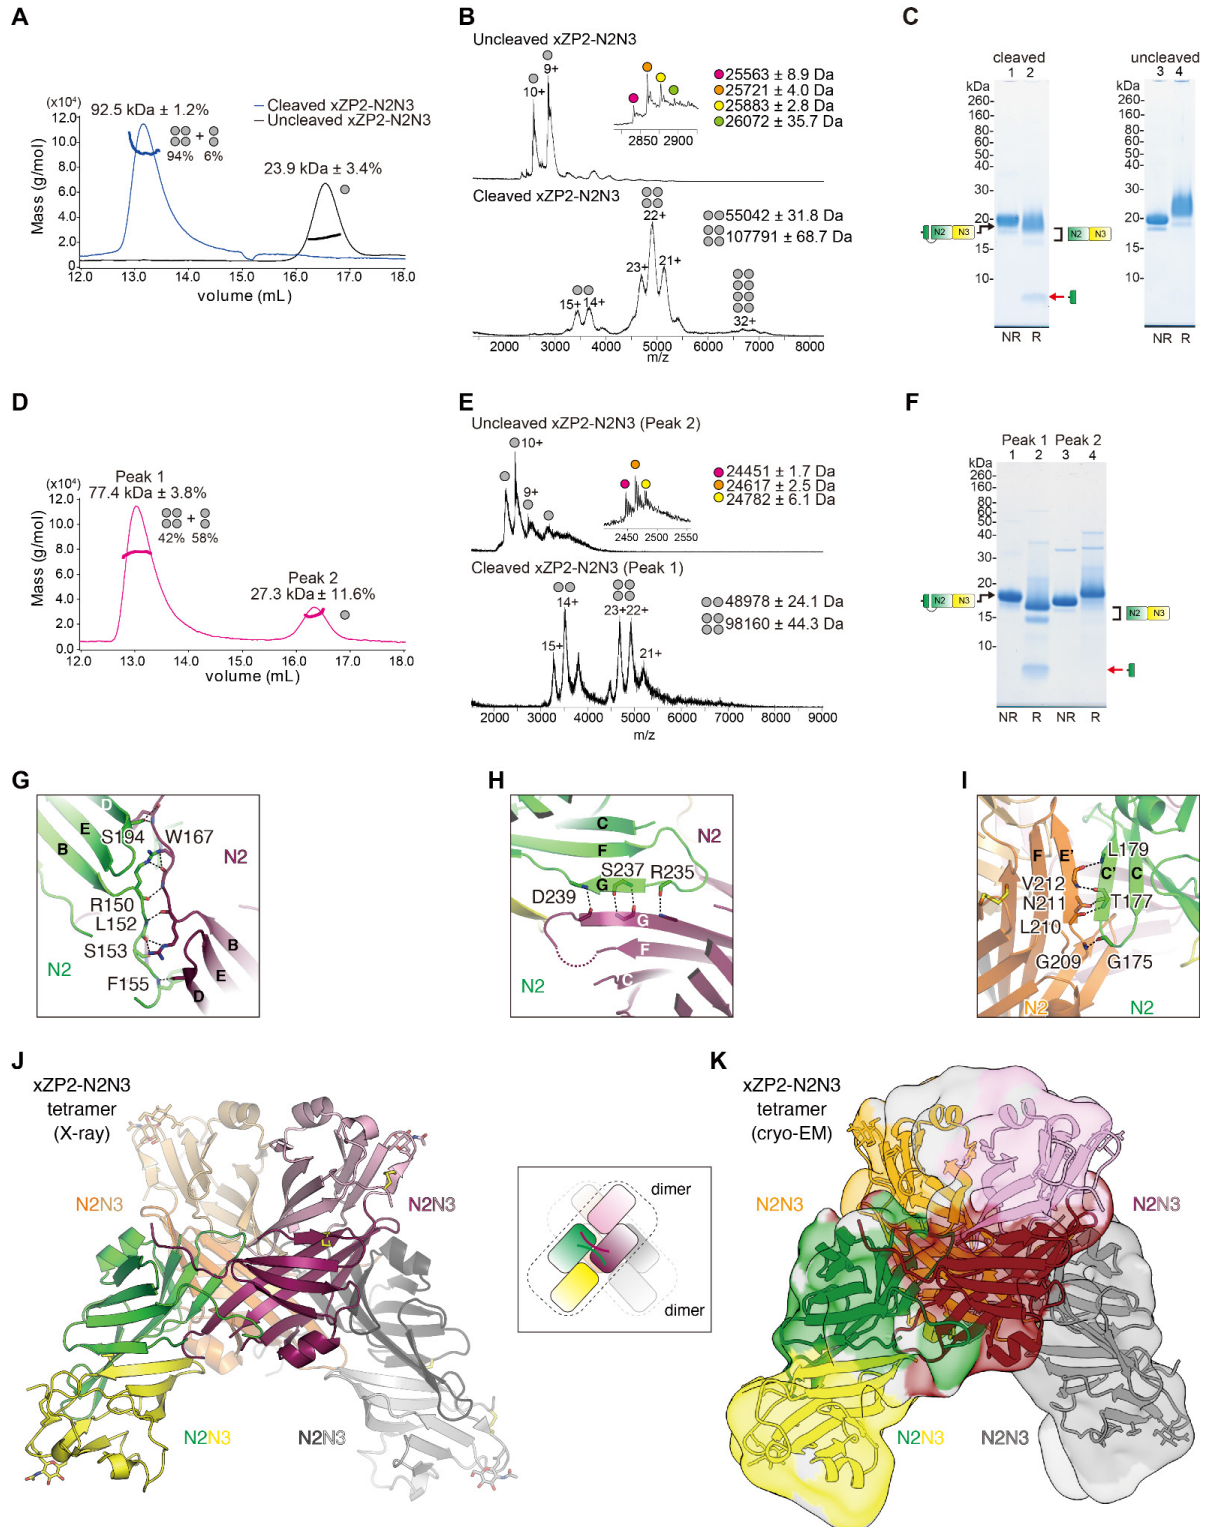 A
92.5 kDa ± 1.2%
Cleaved xZP2-N2N3
Uncleaved xZP2-N2N3
(x10⁴)
12.0
10.0
8.0
6.0
4.0
2.0
0
94% 6%
+
23.9 kDa ± 3.4%
Mass (g/mol)
12.0 13.0 14.0 15.0 16.0 17.0 18.0
volume (mL)
B
Uncleaved xZP2-N2N3
9+
10+
25563 ± 8.9 Da
25721 ± 4.0 Da
25883 ± 2.8 Da
26072 ± 35.7 Da
2850 2900
Cleaved xZP2-N2N3
22+
23+
21+
15+ 14+
32+
55042 ± 31.8 Da
107791 ± 68.7 Da
2000 3000 4000 5000 6000 7000 8000
m/z
C
cleaved
1 2
kDa
260-
160-
60-
50-
40-
30-
20-
15-
10-
N2 N3
N2 N3
NR R
uncleaved
3 4
kDa
260-
160-
60-
50-
40-
30-
20-
15-
10-
NR R
D
Peak 1
77.4 kDa ± 3.8%
(x10⁴)
12.0
10.0
8.0
6.0
4.0
2.0
0
+
42% 58%
Peak 2
27.3 kDa ± 11.6%
Mass (g/mol)
12.0 13.0 14.0 15.0 16.0 17.0 18.0
volume (mL)
E
Uncleaved xZP2-N2N3 (Peak 2)
10+
9+
24451 ± 1.7 Da
24617 ± 2.5 Da
24782 ± 6.1 Da
2450 2500 2550
Cleaved xZP2-N2N3 (Peak 1)
14+
15+
23+ 22+
21+
48978 ± 24.1 Da
98160 ± 44.3 Da
2000 3000 4000 5000 6000 7000 8000 9000
m/z
F
Peak 1 Peak 2
1 2 3 4
kDa
260-
160-
80-
60-
50-
40-
30-
20-
15-
10-
N2 N3
N2 N3
NR R NR R
G
D
E
B
S194 W167
N2
R150
L152
S153
F155
N2
B
E
D
H
C
N2
F
S237 R235
G
D239
G
F
C
N2
I
F E'
L179
C' C
V212
N211
T177
L210
G209 G175
N2 N2
J
xZP2-N2N3
tetramer
(X-ray)
N2N3
N2N3
N2N3
N2N3
dimer
dimer
K
xZP2-N2N3
tetramer
(cryo-EM)
N2N3
N2N3
N2N3
N2N3